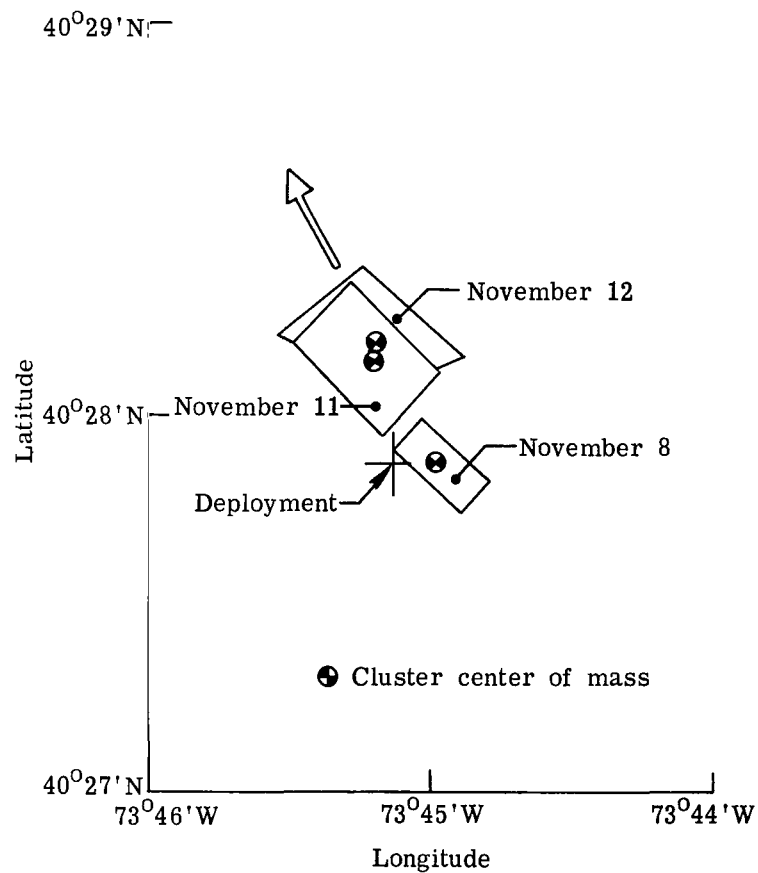 40°29'N
November 12
Latitude
40°28'N
November 11
November 8
Deployment
Cluster center of mass
40°27'N
73°46'W
73°45'W
73°44'W
Longitude